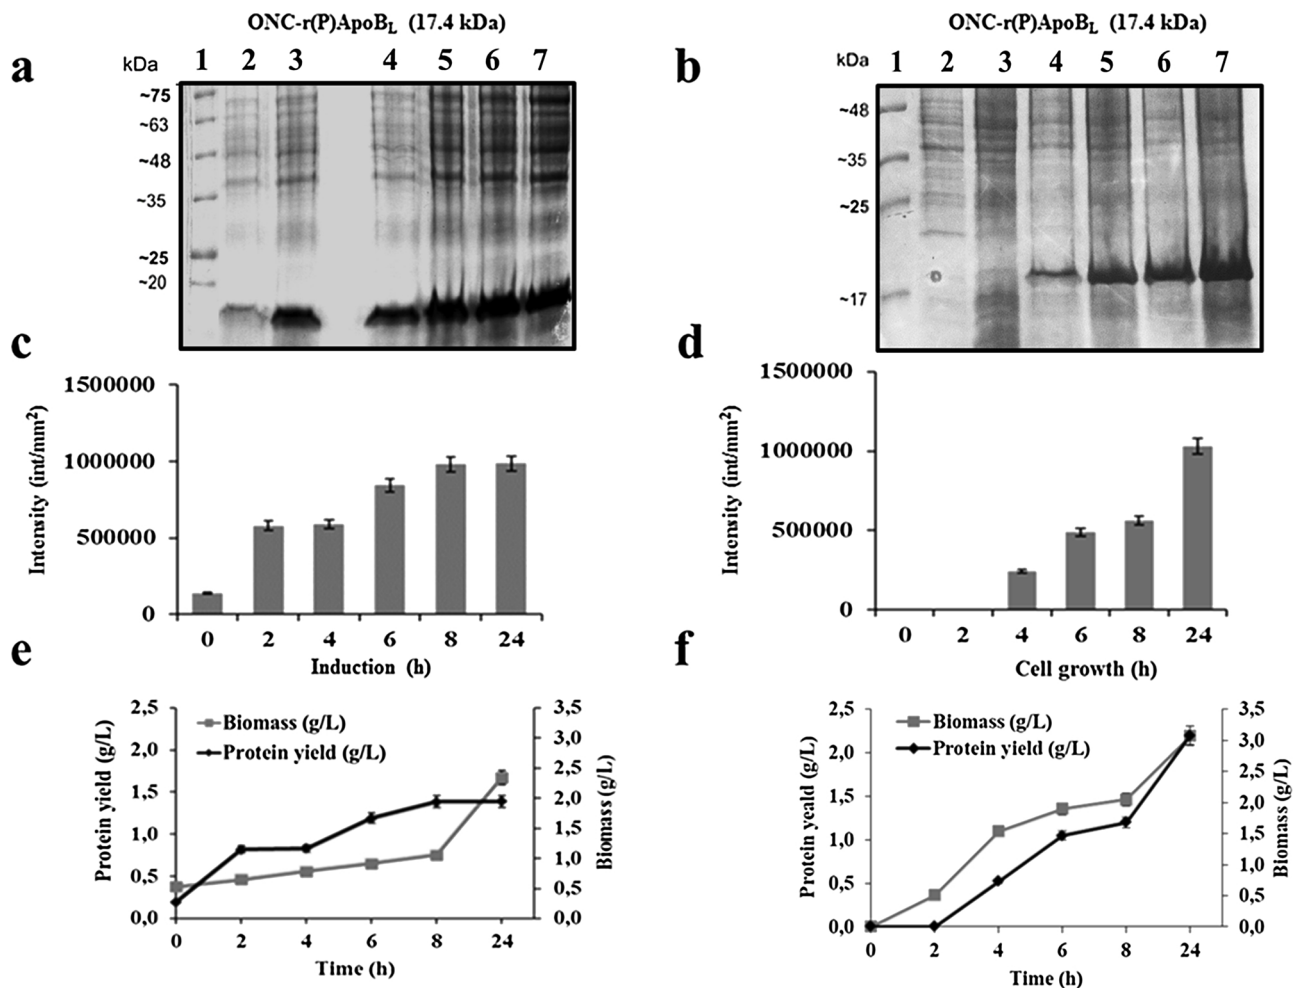 ONC-r(P)ApoBL (17.4 kDa)
a
kDa 1 2 3 4 5 6 7
~75
~63
~48
~35
~25
~20
ONC-r(P)ApoBL (17.4 kDa)
b
kDa 1 2 3 4 5 6 7
~48
~35
~25
~17
c
Intensity (int/mm2)
1500000
1000000
500000
0
0 2 4 6 8 24
Induction (h)
d
Intensity (int/mm2)
1500000
1000000
500000
0
0 2 4 6 8 24
Cell growth (h)
e
Protein yield (g/L)
2,5
2,0
1,5
1,0
0,5
0,0
Biomass (g/L)
Protein yield (g/L)
3,5
3,0
2,5
2,0
1,5
1,0
0,5
0,0
Biomass (g/L)
0 2 4 6 8 24
Time (h)
f
Protein yeald (g/L)
2,5
2,0
1,5
1,0
0,5
0,0
Biomass (g/L)
Protein yield (g/L)
3,5
3,0
2,5
2,0
1,5
1,0
0,5
0,0
Biomass (g/L)
0 2 4 6 8 24
Time (h)